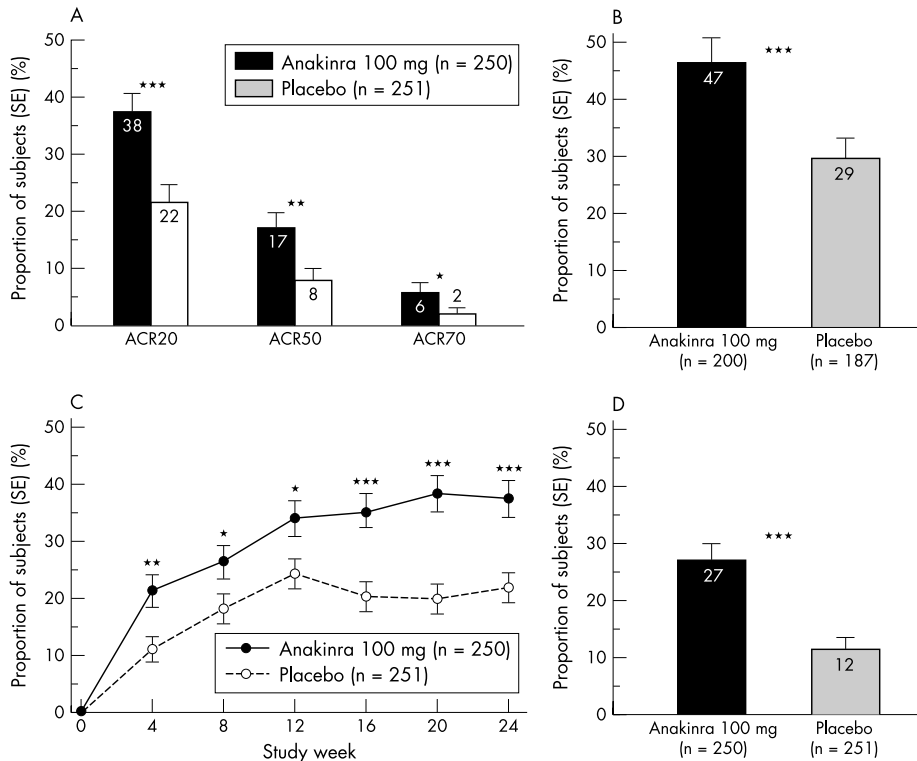 A
Proportion of subjects (SE) (%)
50
40
30
20
10
0
Anakinra 100 mg (n = 250)
Placebo (n = 251)
★★★
38
22
★★
17
8
★
6
2
ACR20
ACR50
ACR70
B
Proportion of subjects (SE) (%)
50
40
30
20
10
0
47
★★★
29
Anakinra 100 mg
(n = 200)
Placebo
(n = 187)
C
Proportion of subjects (SE) (%)
50
40
30
20
10
0
★★
★
★
★★★
★★★
★★★
Anakinra 100 mg (n = 250)
Placebo (n = 251)
0
4
8
12
16
20
24
Study week
D
Proportion of subjects (SE) (%)
50
40
30
20
10
0
27
★★★
12
Anakinra 100 mg
(n = 250)
Placebo
(n = 251)